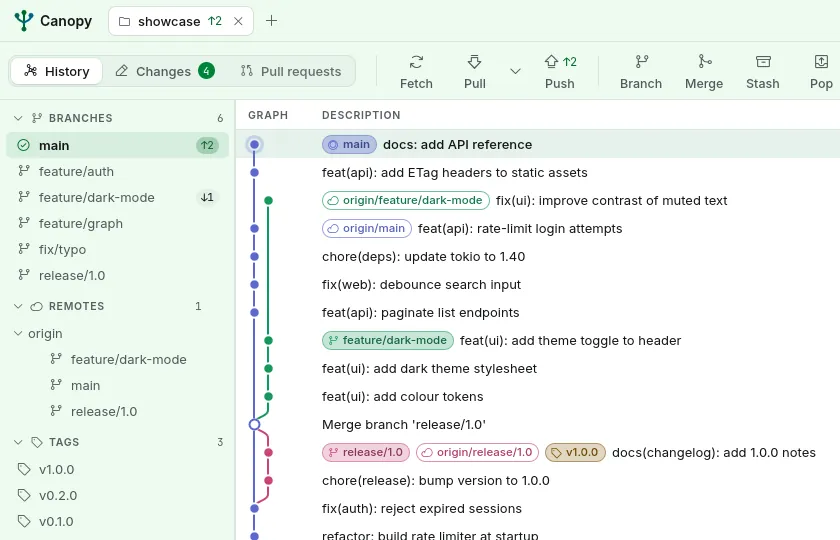 Canopy showcase ↑2
History Changes 4 Pull requests Fetch Pull ↑2 Push Branch Merge Stash Pop
BRANCHES 6
main ↑2
feature/auth
feature/dark-mode ↓1
feature/graph
fix/typo
release/1.0
REMOTES 1
origin
feature/dark-mode
main
release/1.0
TAGS 3
v1.0.0
v0.2.0
v0.1.0
GRAPH DESCRIPTION
main docs: add API reference
feat(api): add ETag headers to static assets
origin/feature/dark-mode fix(ui): improve contrast of muted text
origin/main feat(api): rate-limit login attempts
chore(deps): update tokio to 1.40
fix(web): debounce search input
feat(api): paginate list endpoints
feature/dark-mode feat(ui): add theme toggle to header
feat(ui): add dark theme stylesheet
feat(ui): add colour tokens
Merge branch 'release/1.0'
release/1.0 origin/release/1.0 v1.0.0 docs(changelog): add 1.0.0 notes
chore(release): bump version to 1.0.0
fix(auth): reject expired sessions
refactor: build rate limiter at startup